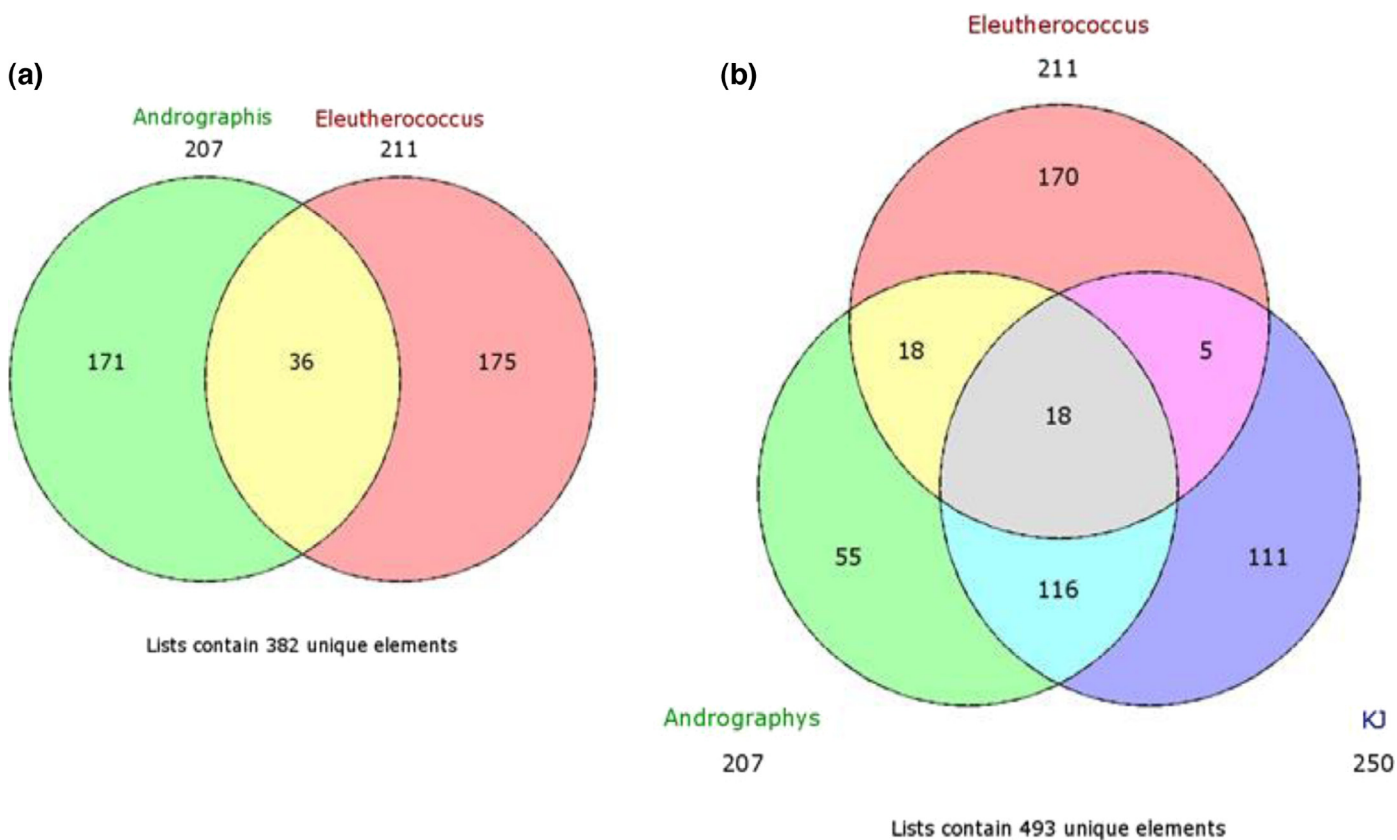 (a)
Andrographis
207
Eleutherococcus
211
171
36
175
Lists contain 382 unique elements
(b)
Eleutherococcus
211
170
18
5
18
55
116
111
Andrographys
207
KJ
250
Lists contain 493 unique elements